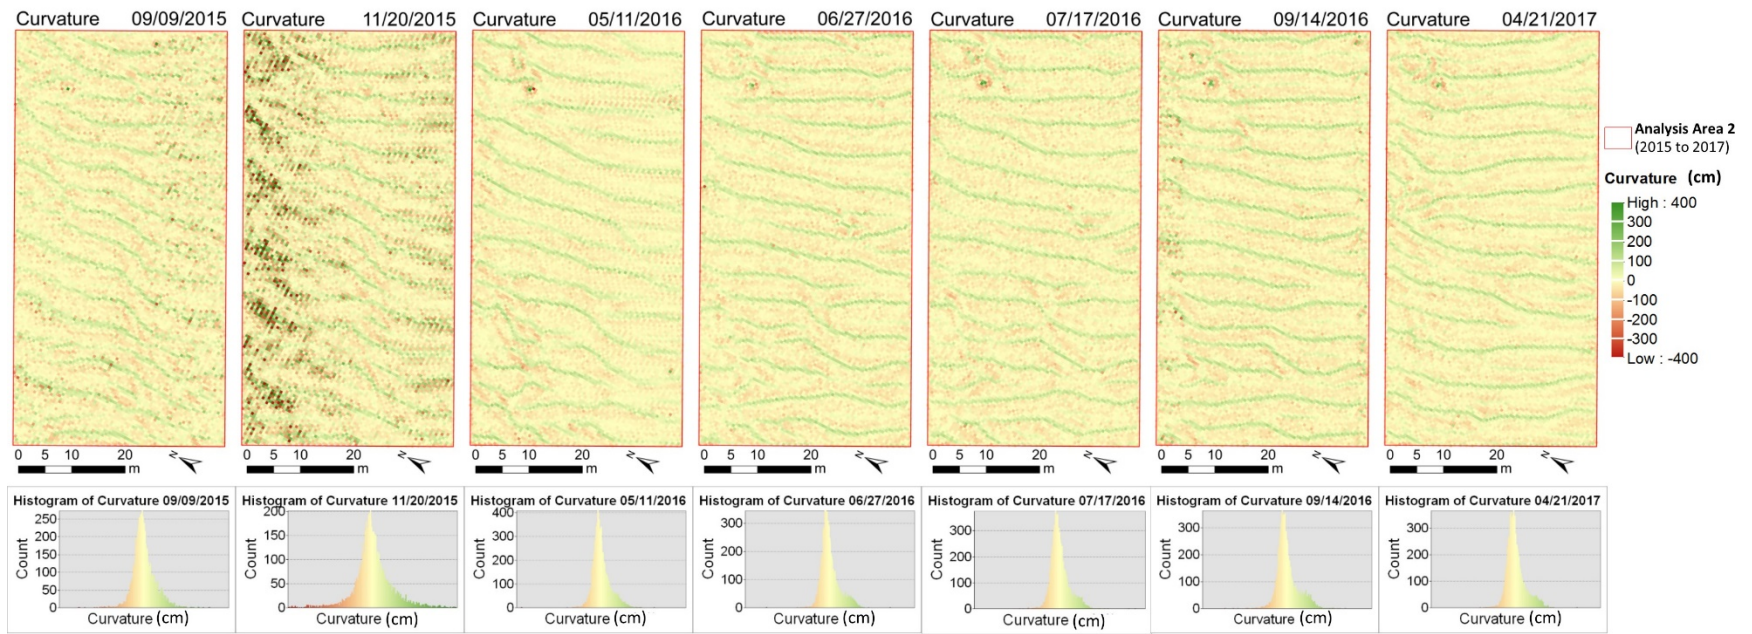 Curvature 09/09/2015
Curvature 11/20/2015
Curvature 05/11/2016
Curvature 06/27/2016
Curvature 07/17/2016
Curvature 09/14/2016
Curvature 04/21/2017
Analysis Area 2
(2015 to 2017)
Curvature (cm)
High : 400
300
200
100
0
-100
-200
-300
Low : -400
0 5 10 20 m N
0 5 10 20 m N
0 5 10 20 m N
0 5 10 20 m N
0 5 10 20 m N
0 5 10 20 m N
0 5 10 20 m N
Histogram of Curvature 09/09/2015
250
200
150
100
50
0
Count
Curvature (cm)
Histogram of Curvature 11/20/2015
200
150
100
50
0
Count
Curvature (cm)
Histogram of Curvature 05/11/2016
400
300
200
100
0
Count
Curvature (cm)
Histogram of Curvature 06/27/2016
300
200
100
0
Count
Curvature (cm)
Histogram of Curvature 07/17/2016
300
200
100
0
Count
Curvature (cm)
Histogram of Curvature 09/14/2016
300
200
100
0
Count
Curvature (cm)
Histogram of Curvature 04/21/2017
300
200
100
0
Count
Curvature (cm)